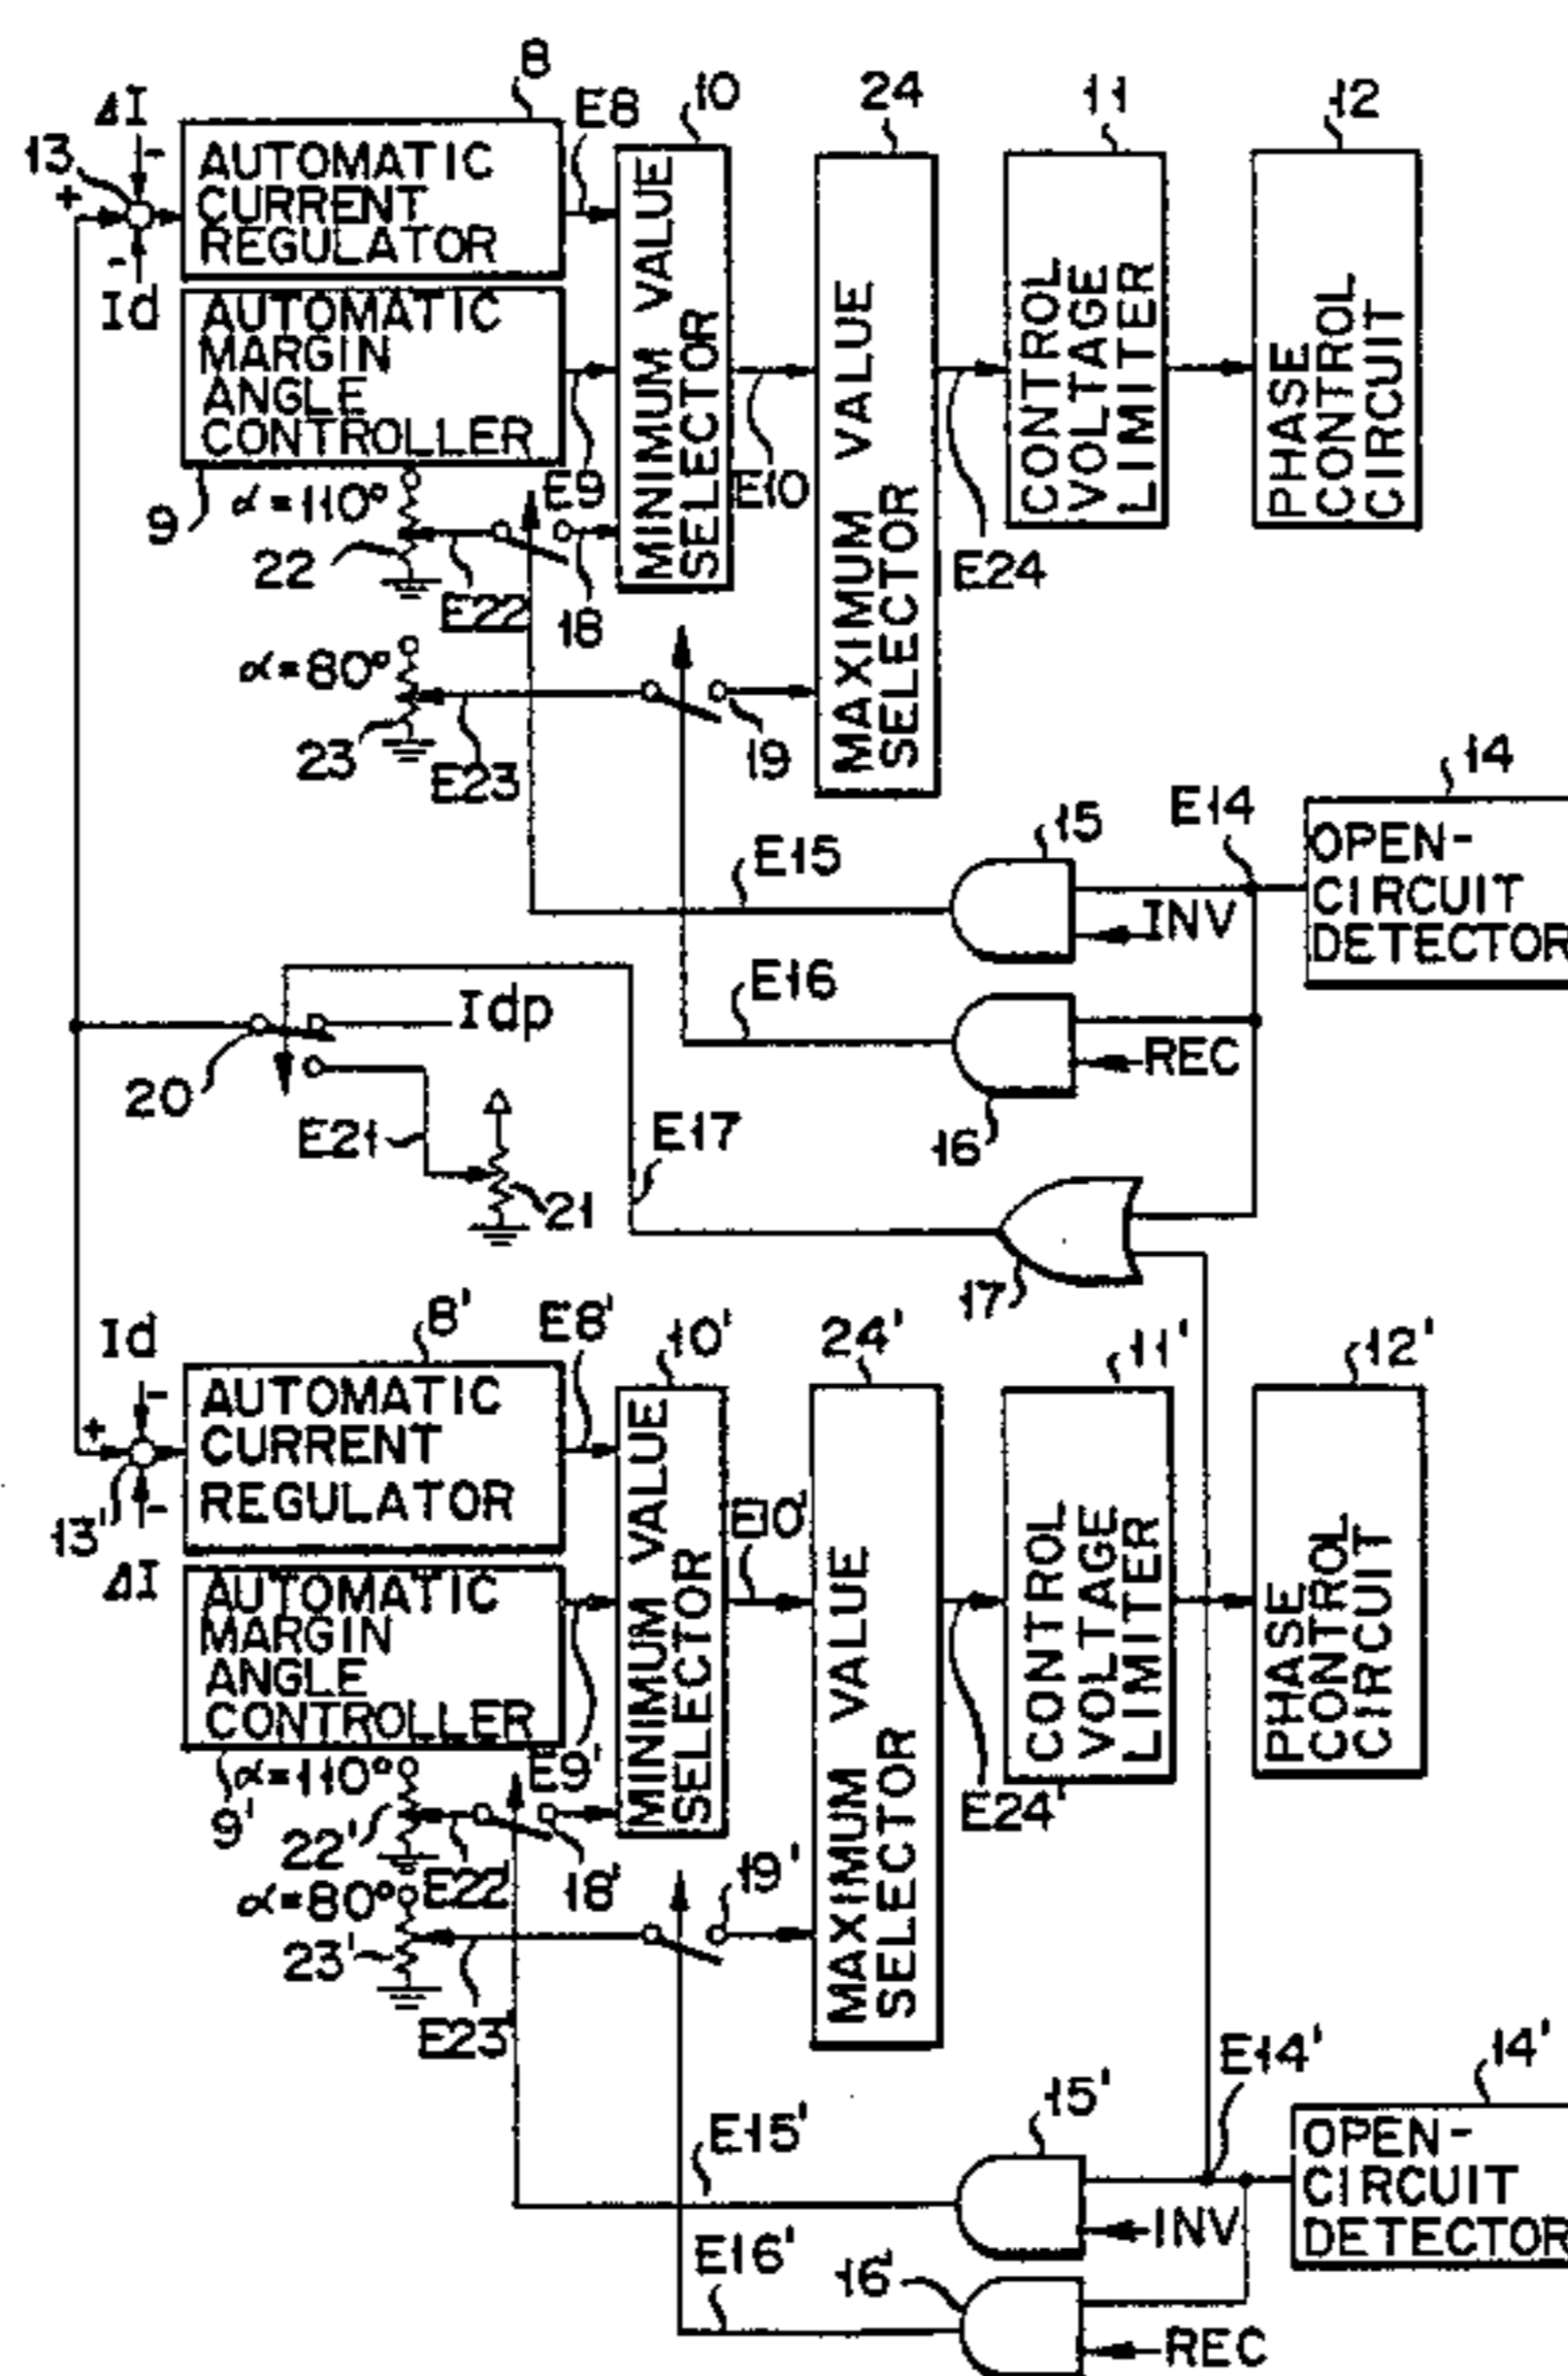 8
ΔI
E8
10
24
11
12
13
-
+
AUTOMATIC
CURRENT
REGULATOR
-
Id
AUTOMATIC
MARGIN
ANGLE
CONTROLLER
MINIMUM VALUE
SELECTOR
MAXIMUM VALUE
SELECTOR
CONTROL
VOLTAGE
LIMITER
PHASE
CONTROL
CIRCUIT
9
α=110°
E9
E10
E24
22
E22
18
α=80°
23
E23
19
14
E14
15
E15
OPEN-
CIRCUIT
DETECTOR
INV
E16
Idp
REC
20
E21
E17
16
21
17
Id
8'
E8'
10'
24'
11'
12'
-
+
AUTOMATIC
CURRENT
REGULATOR
-
13'
ΔI
AUTOMATIC
MARGIN
ANGLE
CONTROLLER
MINIMUM VALUE
SELECTOR
E10'
MAXIMUM VALUE
SELECTOR
CONTROL
VOLTAGE
LIMITER
PHASE
CONTROL
CIRCUIT
9'
α=110°
E9'
E24'
22'
E22'
18'
α=80°
19'
23'
E23'
E14'
14'
15'
E15'
OPEN-
CIRCUIT
DETECTOR
INV
E16'
16'
REC